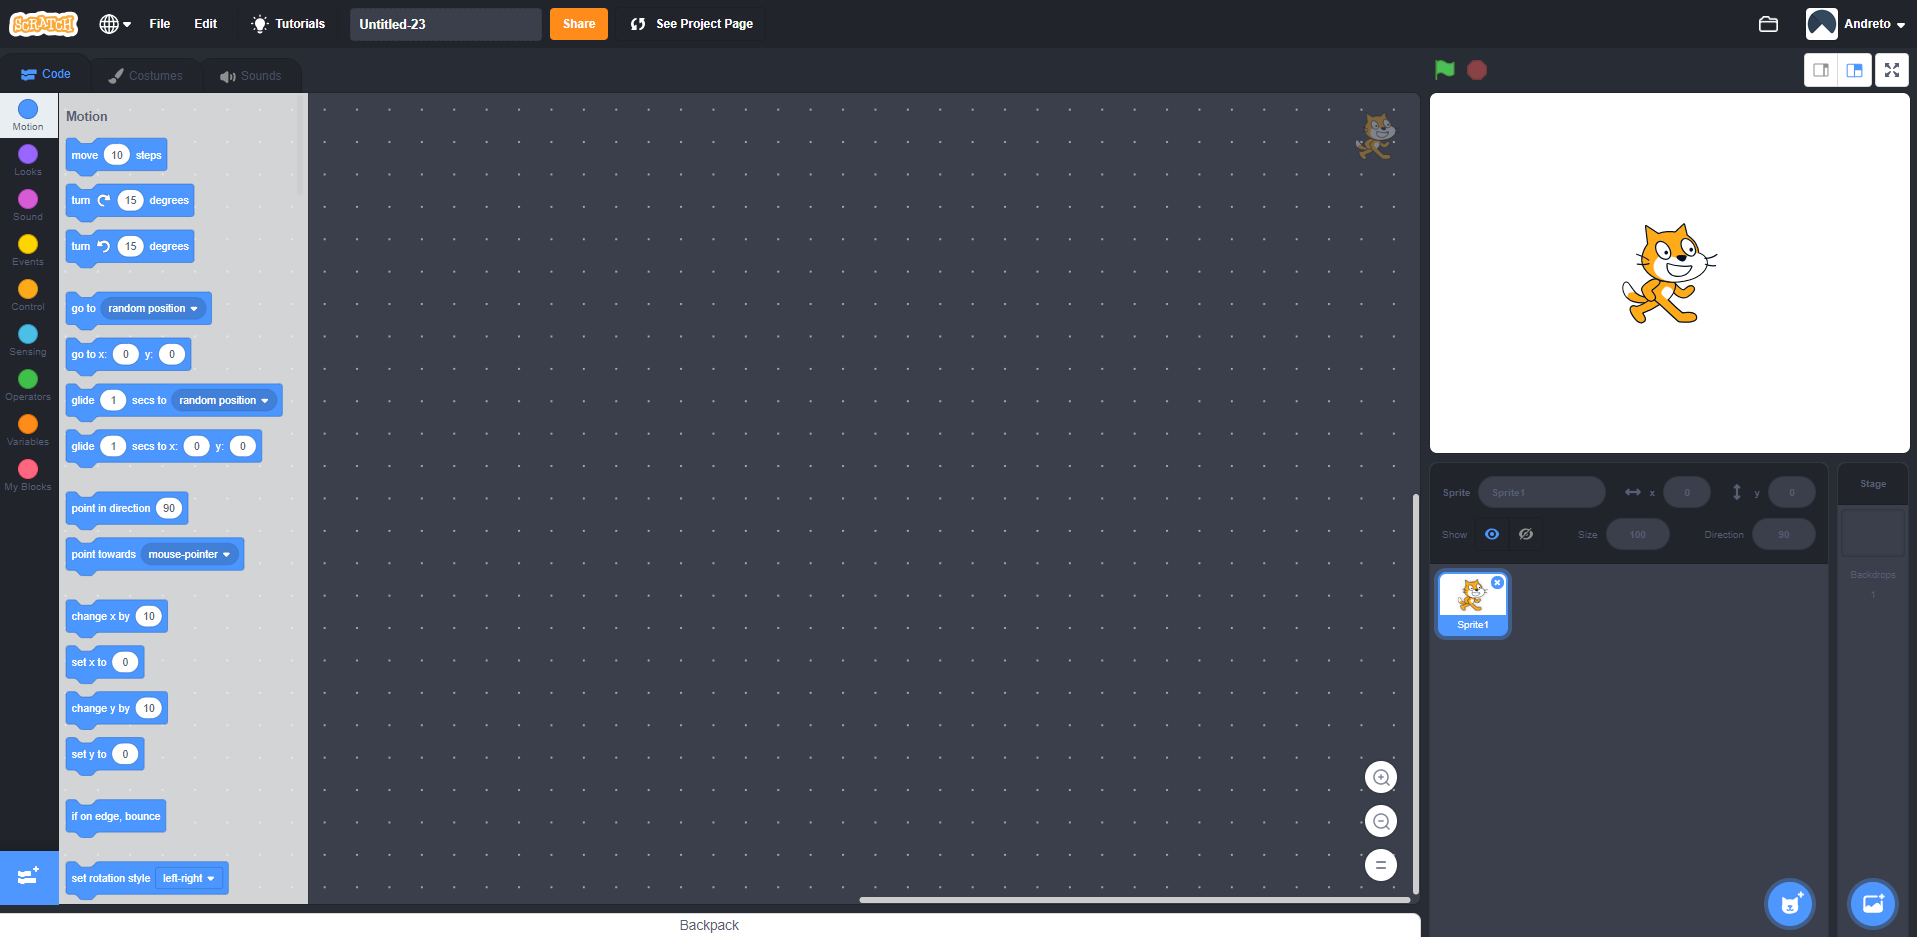 SCRATCH File Edit Tutorials Untitled-23 Share See Project Page Andreto
Code Costumes Sounds
Motion
Looks
Sound
Events
Control
Sensing
Operators
Variables
My Blocks
Motion
move 10 steps
turn 15 degrees
turn 15 degrees
go to random position
go to x: 0 y: 0
glide 1 secs to random position
glide 1 secs to x: 0 y: 0
point in direction 90
point towards mouse-pointer
change x by 10
set x to 0
change y by 10
set y to 0
if on edge, bounce
set rotation style left-right
Backpack
Sprite Sprite1 x 0 y 0
Show Size 100 Direction 90
Sprite1
Stage
Backdrops
1